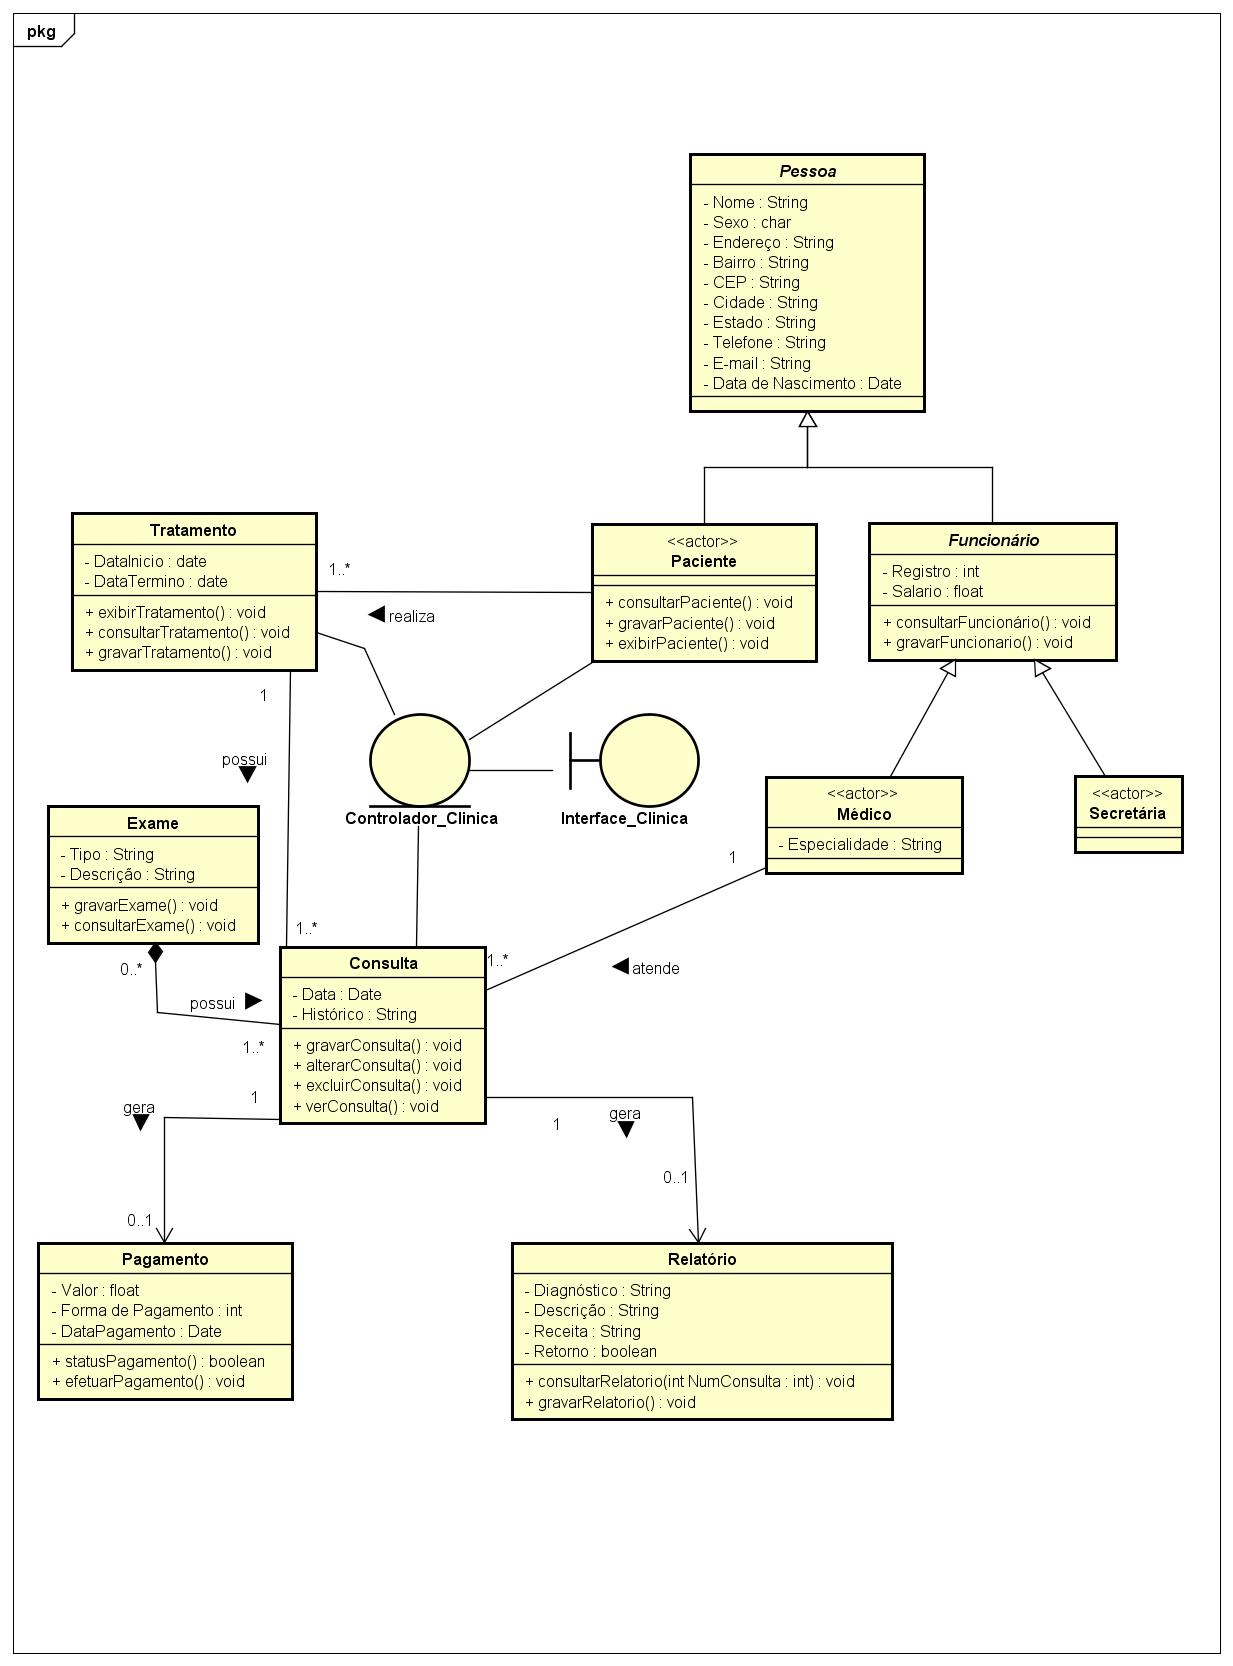 pkg
Pessoa
- Nome : String
- Sexo : char
- Endereço : String
- Bairro : String
- CEP : String
- Cidade : String
- Estado : String
- Telefone : String
- E-mail : String
- Data de Nascimento : Date
Tratamento
- DataInicio : date
- DataTermino : date
+ exibirTratamento() : void
+ consultarTratamento() : void
+ gravarTratamento() : void
1..*
realiza
<<actor>>
Paciente
+ consultarPaciente() : void
+ gravarPaciente() : void
+ exibirPaciente() : void
Funcionário
- Registro : int
- Salario : float
+ consultarFuncionário() : void
+ gravarFuncionario() : void
1
possui
Controlador_Clinica
Interface_Clinica
<<actor>>
Médico
- Especialidade : String
<<actor>>
Secretária
Exame
- Tipo : String
- Descrição : String
+ gravarExame() : void
+ consultarExame() : void
1
1..*
0..*
possui
1..*
1..*
atende
Consulta
- Data : Date
- Histórico : String
+ gravarConsulta() : void
+ alterarConsulta() : void
+ excluirConsulta() : void
+ verConsulta() : void
gera
1
0..1
1
gera
0..1
Pagamento
- Valor : float
- Forma de Pagamento : int
- DataPagamento : Date
+ statusPagamento() : boolean
+ efetuarPagamento() : void
Relatório
- Diagnóstico : String
- Descrição : String
- Receita : String
- Retorno : boolean
+ consultarRelatorio(int NumConsulta : int) : void
+ gravarRelatorio() : void